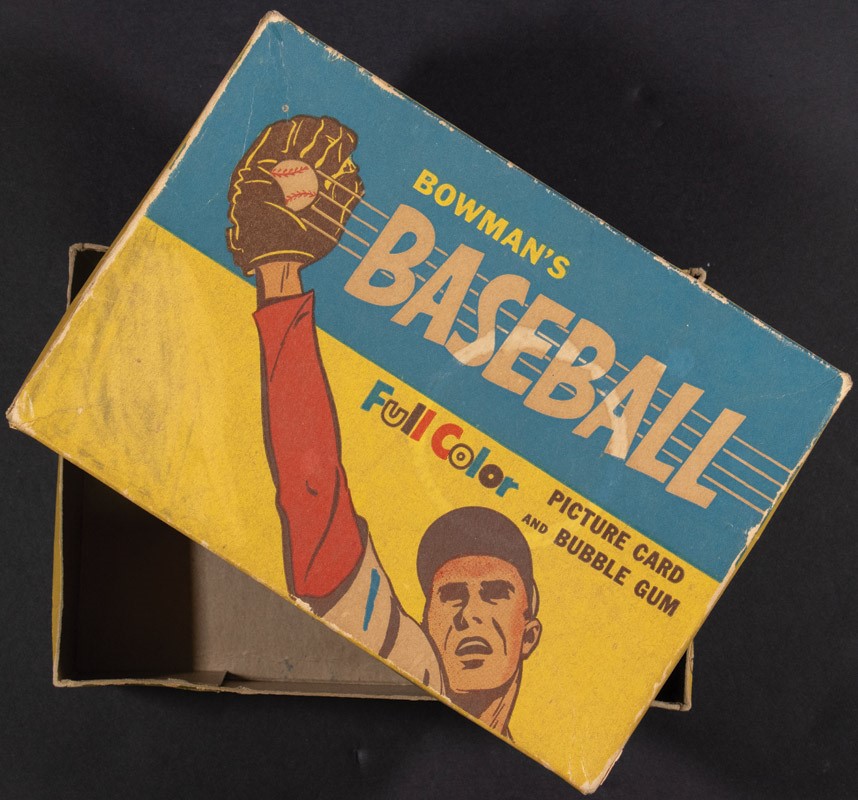 BOWMAN'S
BASEBALL
Full Color
PICTURE CARD
AND BUBBLE GUM